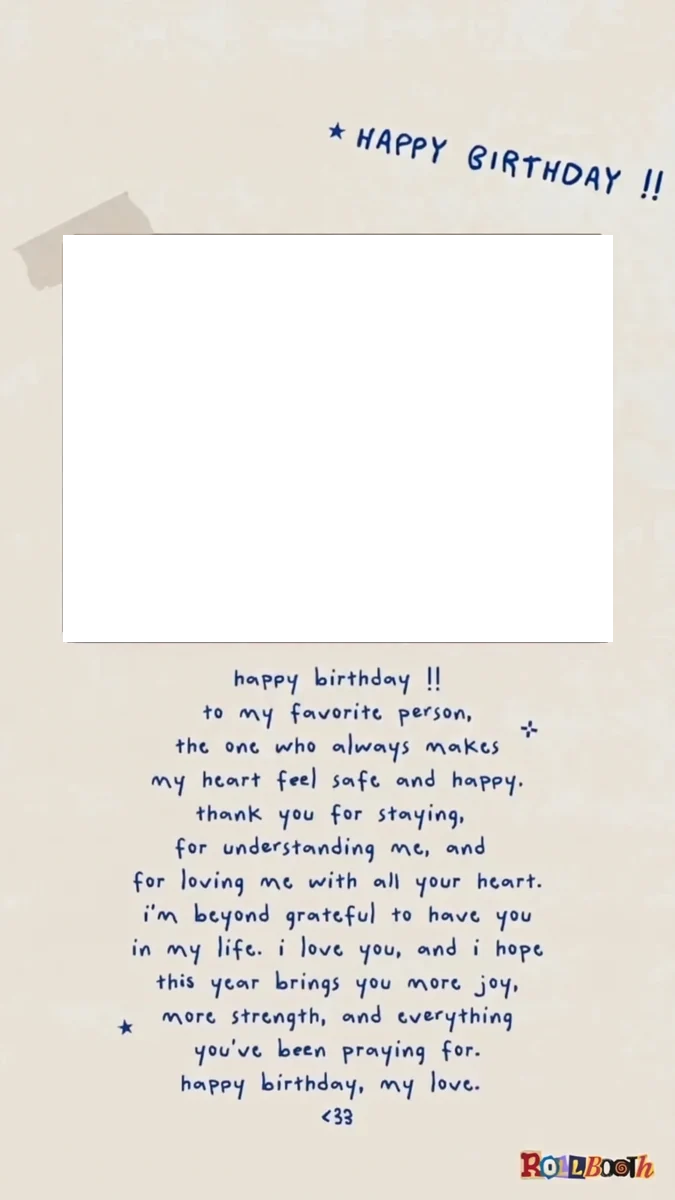 ★ HAPPY BIRTHDAY !!
happy birthday !!
to my favorite person,
the one who always makes
my heart feel safe and happy.
thank you for staying,
for understanding me, and
for loving me with all your heart.
i'm beyond grateful to have you
in my life. i love you, and i hope
this year brings you more joy,
more strength, and everything
you've been praying for.
happy birthday, my love.
<33
ROLLBOOTh